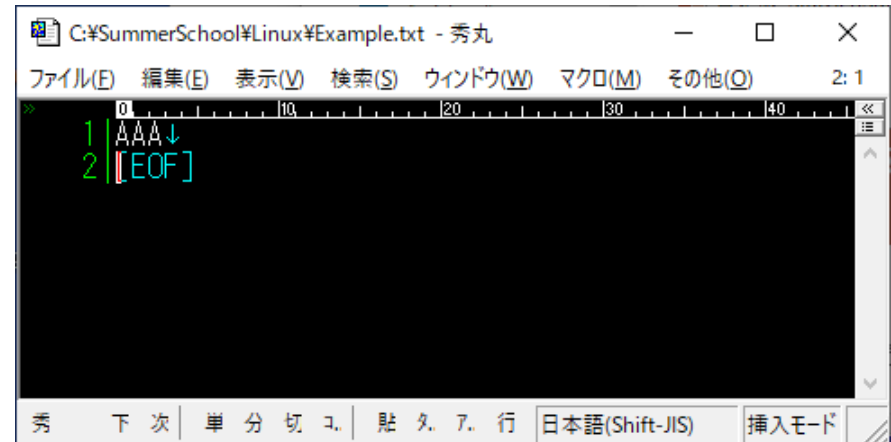 C:¥SummerSchool¥Linux¥Example.txt - 秀丸
ファイル(F) 編集(E) 表示(V) 検索(S) ウィンドウ(W) マクロ(M) その他(O) 2: 1
0 10 20 30 40
1 AAA↓
2 [EOF]
秀 下 次 単 分 切 コ.. 貼 タ.. ア.. 行 日本語(Shift-JIS) 挿入モード